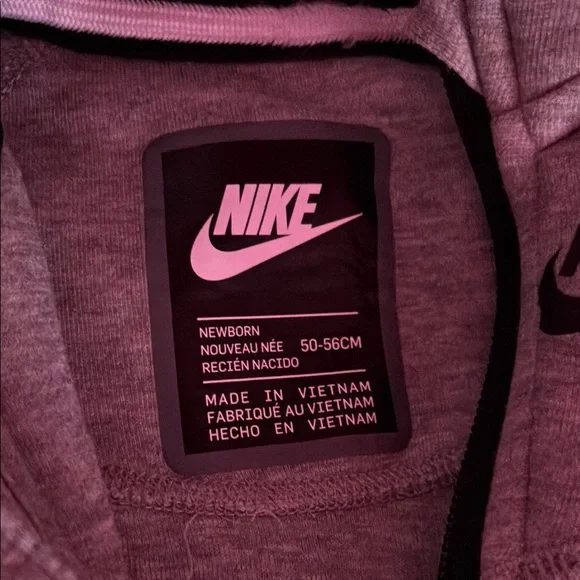 NIKE
NEWBORN
NOUVEAU NÉE 50-56CM
RECIÉN NACIDO
MADE IN VIETNAM
FABRIQUÉ AU VIETNAM
HECHO EN VIETNAM